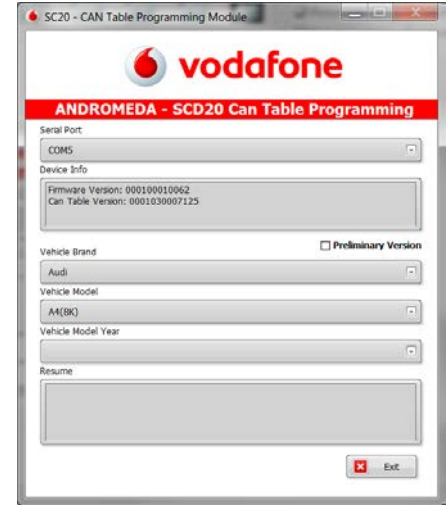 SC20 - CAN Table Programming Module
vodafone
ANDROMEDA - SCD20 Can Table Programming
Serial Port
COM5
Device Info
Firmware Version: 000100010062
Can Table Version: 0001030007125
Preliminary Version
Vehicle Brand
Audi
Vehicle Model
A4(8K)
Vehicle Model Year
Resume
Exit